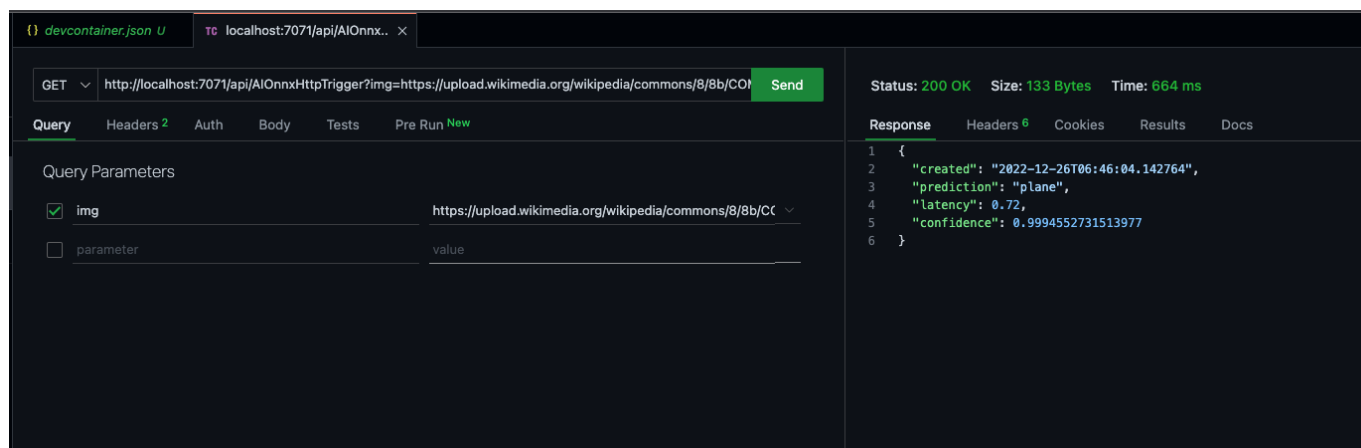 {} devcontainer.json U
TC localhost:7071/api/AIOnnx.. ×
GET http://localhost:7071/api/AIOnnxHttpTrigger?img=https://upload.wikimedia.org/wikipedia/commons/8/8b/CO Send
Query Headers 2 Auth Body Tests Pre Run New
Query Parameters
img https://upload.wikimedia.org/wikipedia/commons/8/8b/C
parameter value
Status: 200 OK Size: 133 Bytes Time: 664 ms
Response Headers 6 Cookies Results Docs
1 {
2 "created": "2022-12-26T06:46:04.142764",
3 "prediction": "plane",
4 "latency": 0.72,
5 "confidence": 0.9994552731513977
6 }